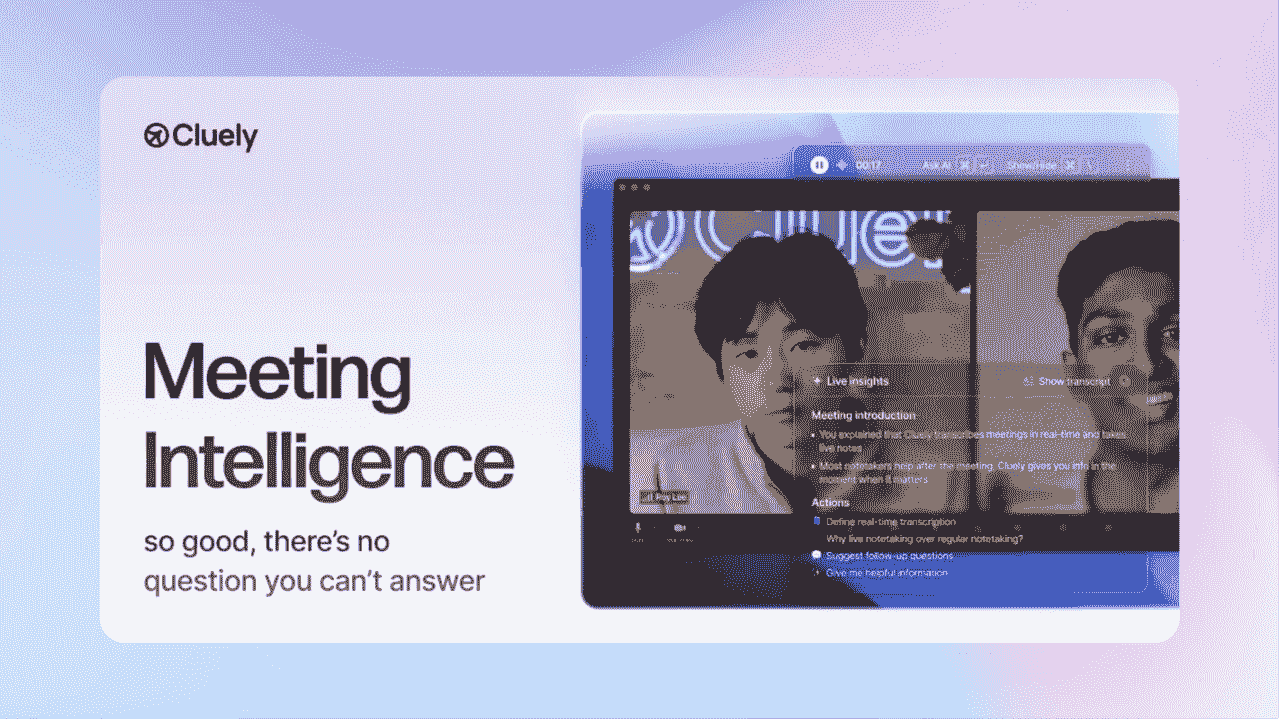 Cluely
Meeting
Intelligence
so good, there's no
question you can't answer
00:17
Ask AI
Show/Hide
Cluely
Live insights
Show transcript
Meeting introduction
You explained that Cluely transcribes meetings in real-time and takes
live notes
Most notetakers help after the meeting, Cluely gives you info in the
moment when it matters
Roy Lee
Actions
Define real-time transcription
Why live notetaking over regular notetaking?
Suggest follow-up questions
Give me helpful information